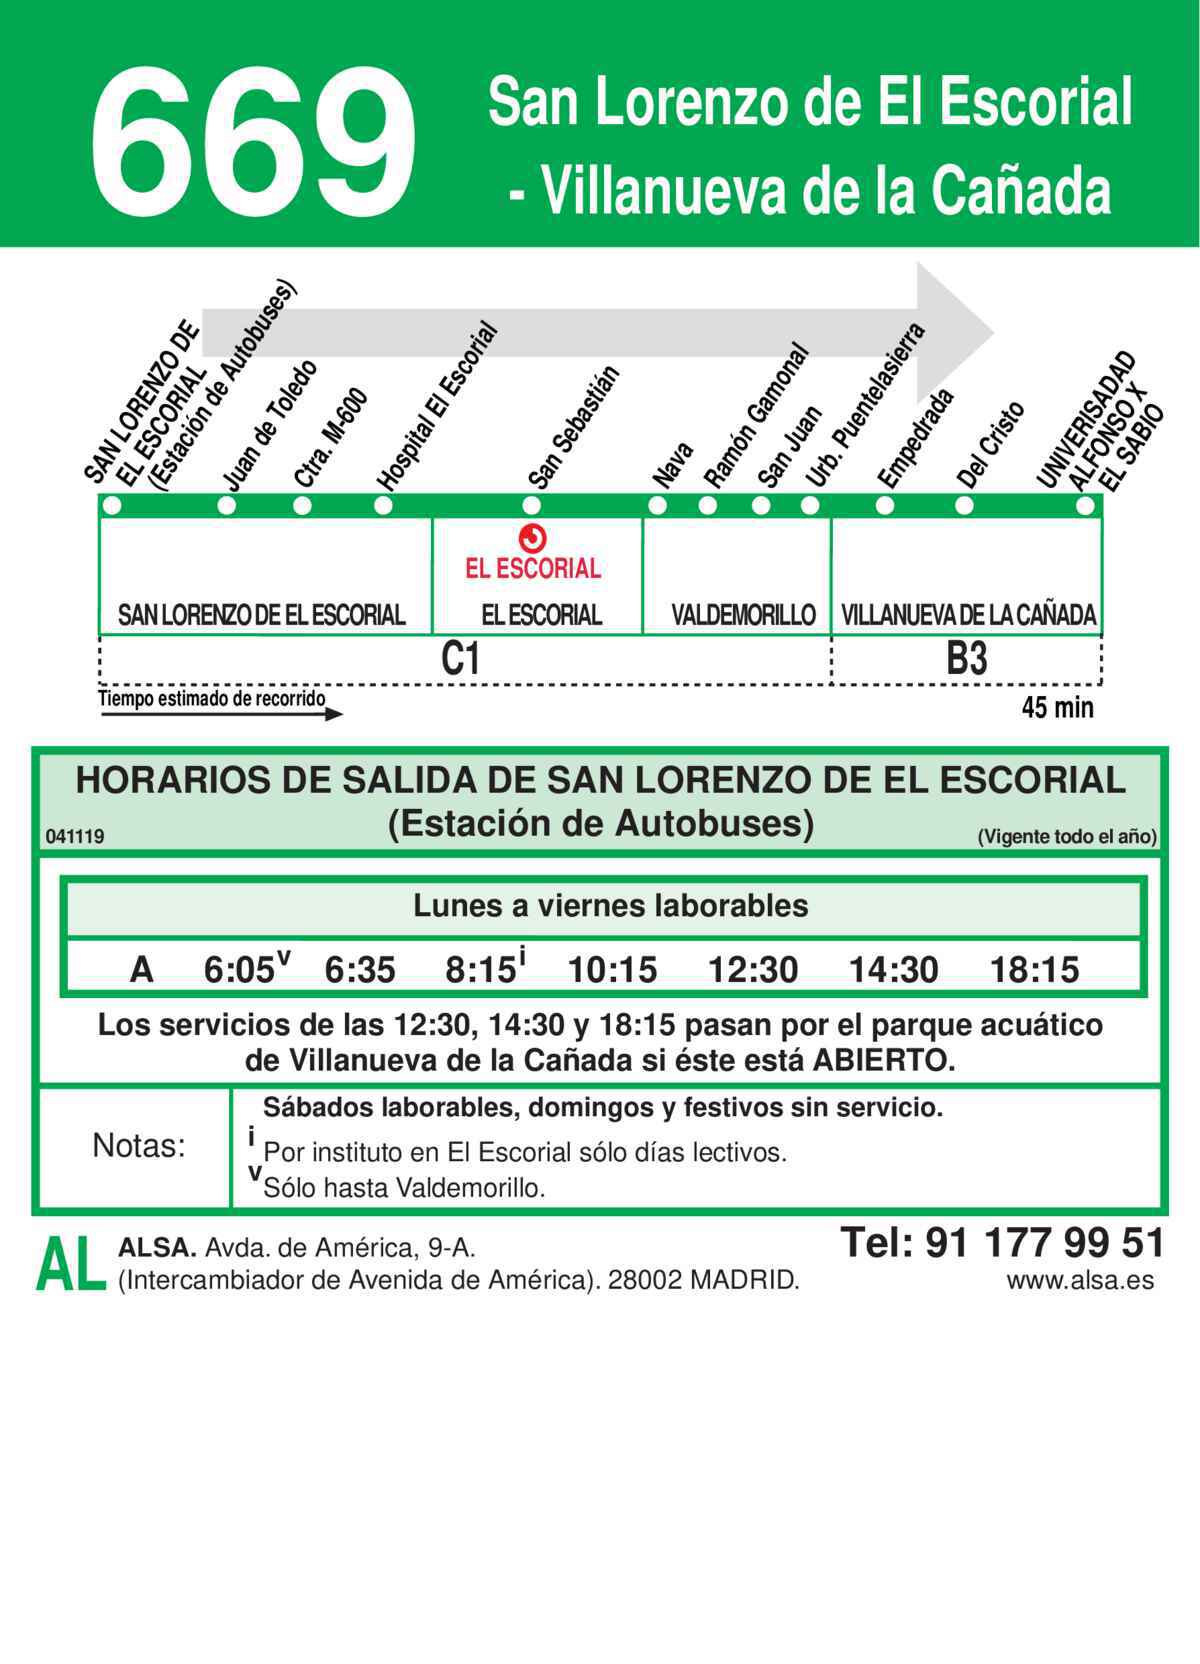 669
San Lorenzo de El Escorial
- Villanueva de la Cañada
SAN LORENZO DE
EL ESCORIAL
(Estación de Autobuses)
Juan de Toledo
Ctra. M-600
Hospital El Escorial
San Sebastián
Nava
Ramón Gamonal
San Juan
Urb. Puentelasierra
Empedrada
Del Cristo
UNIVERISADAD
ALFONSO X
EL SABIO
EL ESCORIAL
SAN LORENZO DE EL ESCORIAL
EL ESCORIAL
VALDEMORILLO
VILLANUEVA DE LA CAÑADA
C1
B3
Tiempo estimado de recorrido
45 min
HORARIOS DE SALIDA DE SAN LORENZO DE EL ESCORIAL
(Estación de Autobuses)
041119
(Vigente todo el año)
Lunes a viernes laborables
A 6:05v 6:35 8:15i 10:15 12:30 14:30 18:15
Los servicios de las 12:30, 14:30 y 18:15 pasan por el parque acuático
de Villanueva de la Cañada si éste está ABIERTO.
Notas:
Sábados laborables, domingos y festivos sin servicio.
i Por instituto en El Escorial sólo días lectivos.
v Sólo hasta Valdemorillo.
AL
ALSA. Avda. de América, 9-A.
(Intercambiador de Avenida de América). 28002 MADRID.
Tel: 91 177 99 51
www.alsa.es